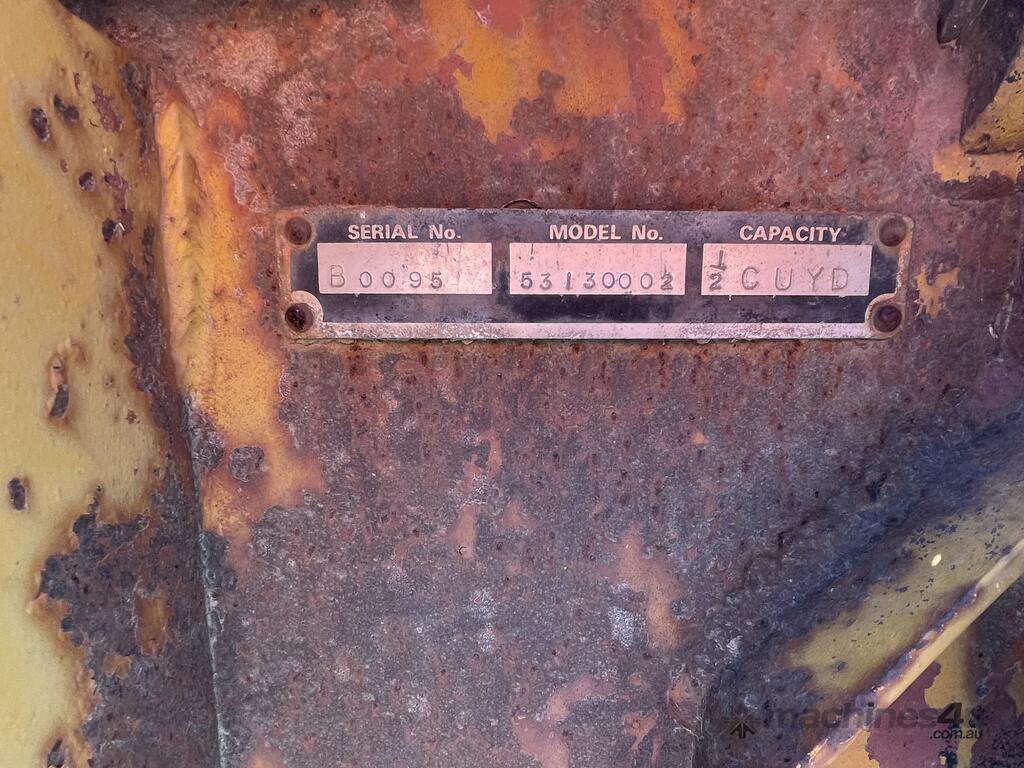 SERIAL No. MODEL No. CAPACITY
B0095 53130002 1/2 CUYD
machines4u
.com.au